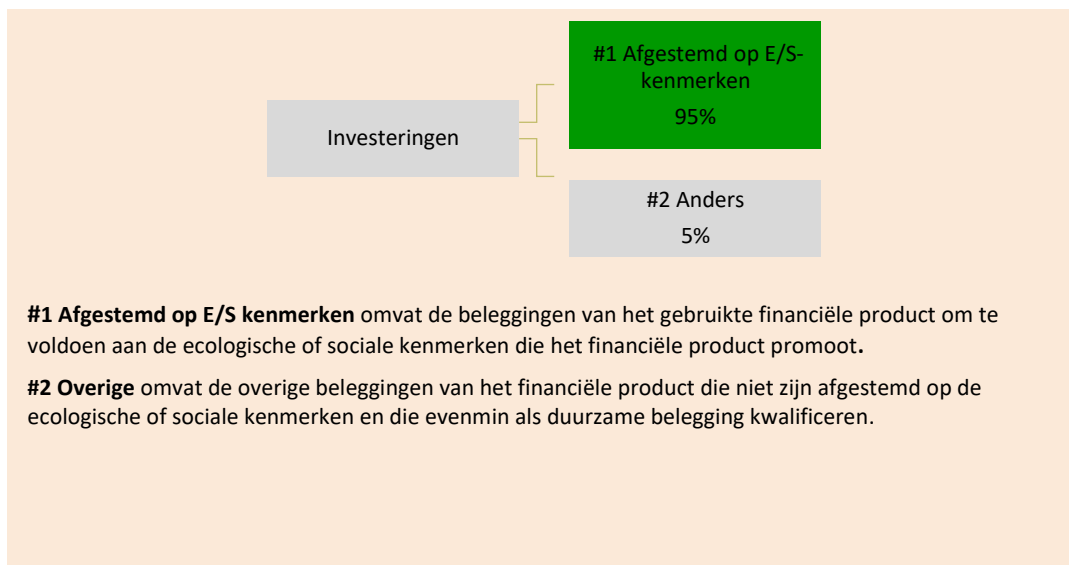 #1 Afgestemd op E/S-
kenmerken
95%
Investeringen
#2 Anders
5%
#1 Afgestemd op E/S kenmerken omvat de beleggingen van het gebruikte financiële product om te
voldoen aan de ecologische of sociale kenmerken die het financiële product promoot.
#2 Overige omvat de overige beleggingen van het financiële product die niet zijn afgestemd op de
ecologische of sociale kenmerken en die evenmin als duurzame belegging kwalificeren.